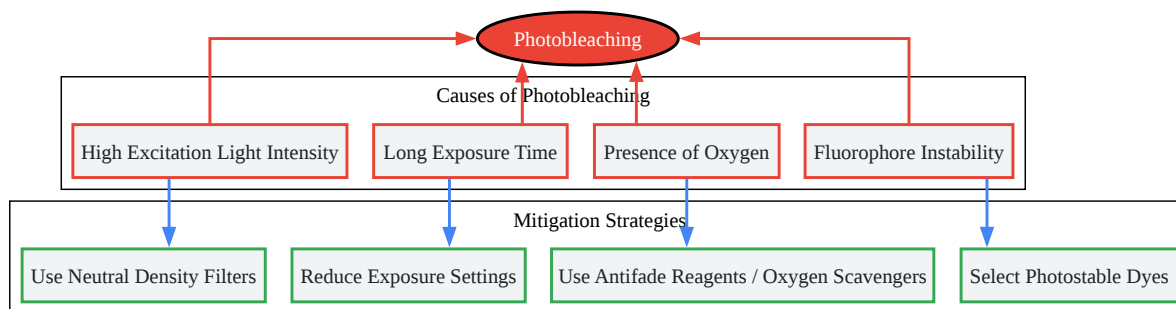 Photobleaching
Causes of Photobleaching
High Excitation Light Intensity
Long Exposure Time
Presence of Oxygen
Fluorophore Instability
Mitigation Strategies
Use Neutral Density Filters
Reduce Exposure Settings
Use Antifade Reagents / Oxygen Scavengers
Select Photostable Dyes